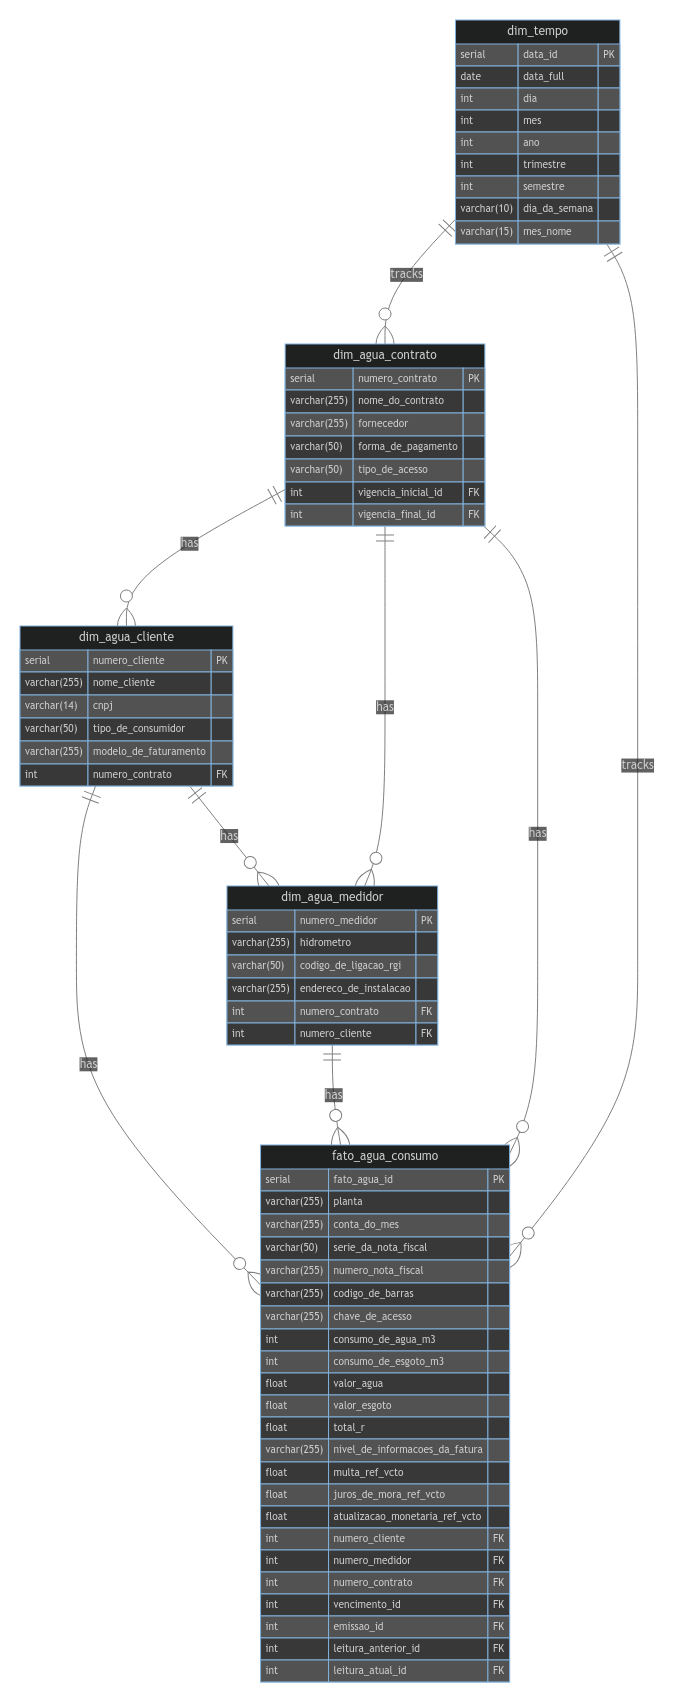 dim_tempo
serial data_id PK
date data_full
int dia
int mes
int ano
int trimestre
int semestre
varchar(10) dia_da_semana
varchar(15) mes_nome
tracks
dim_agua_contrato
serial numero_contrato PK
varchar(255) nome_do_contrato
varchar(255) fornecedor
varchar(50) forma_de_pagamento
varchar(50) tipo_de_acesso
int vigencia_inicial_id FK
int vigencia_final_id FK
has
dim_agua_cliente
serial numero_cliente PK
varchar(255) nome_cliente
varchar(14) cnpj
varchar(50) tipo_de_consumidor
varchar(255) modelo_de_faturamento
int numero_contrato FK
has
tracks
has
has
dim_agua_medidor
serial numero_medidor PK
varchar(255) hidrometro
varchar(50) codigo_de_ligacao_rgi
varchar(255) endereco_de_instalacao
int numero_contrato FK
int numero_cliente FK
has
has
fato_agua_consumo
serial fato_agua_id PK
varchar(255) planta
varchar(255) conta_do_mes
varchar(50) serie_da_nota_fiscal
varchar(255) numero_nota_fiscal
varchar(255) codigo_de_barras
varchar(255) chave_de_acesso
int consumo_de_agua_m3
int consumo_de_esgoto_m3
float valor_agua
float valor_esgoto
float total_r
varchar(255) nivel_de_informacoes_da_fatura
float multa_ref_vcto
float juros_de_mora_ref_vcto
float atualizacao_monetaria_ref_vcto
int numero_cliente FK
int numero_medidor FK
int numero_contrato FK
int vencimento_id FK
int emissao_id FK
int leitura_anterior_id FK
int leitura_atual_id FK